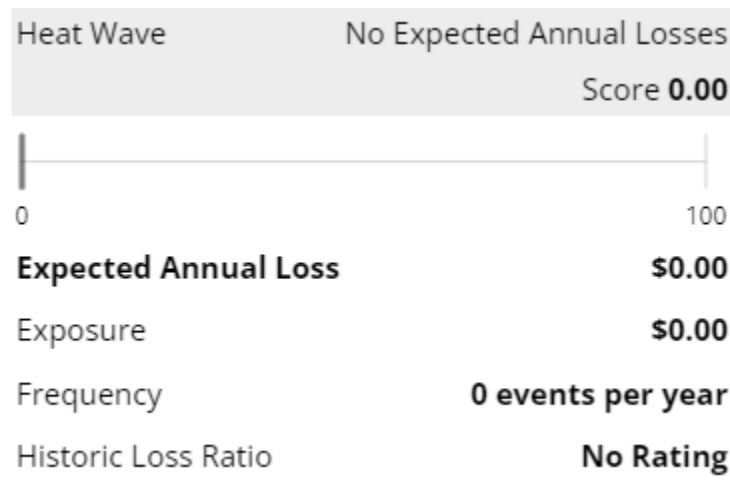 Heat Wave No Expected Annual Losses
Score 0.00
0 100
Expected Annual Loss $0.00
Exposure $0.00
Frequency 0 events per year
Historic Loss Ratio No Rating